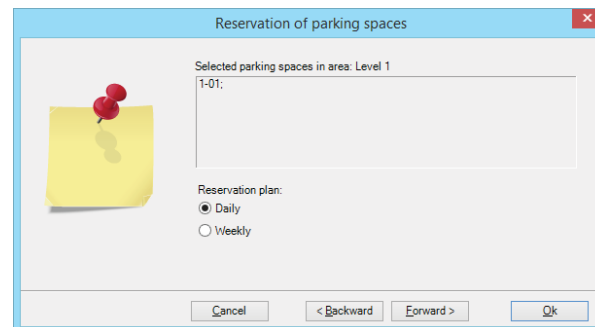 Reservation of parking spaces
Selected parking spaces in area: Level 1
1-01;
Reservation plan:
Daily
Weekly
Cancel
< Backward
Forward >
Ok